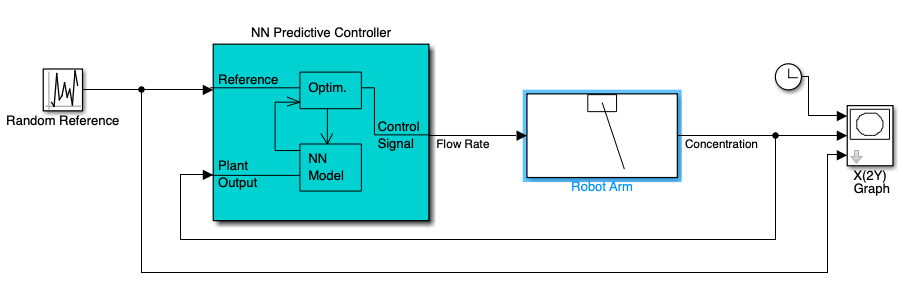 NN Predictive Controller
Reference
Optim.
Random Reference
Control
Signal
Flow Rate
Concentration
NN
Model
Plant
Output
Robot Arm
X(2Y)
Graph